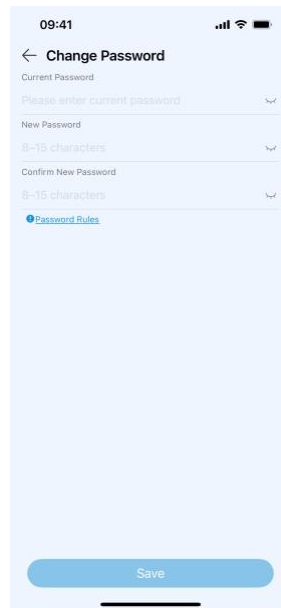 09:41
Change Password
Current Password
Please enter current password
New Password
8–15 characters
Confirm New Password
8–15 characters
Password Rules
Save